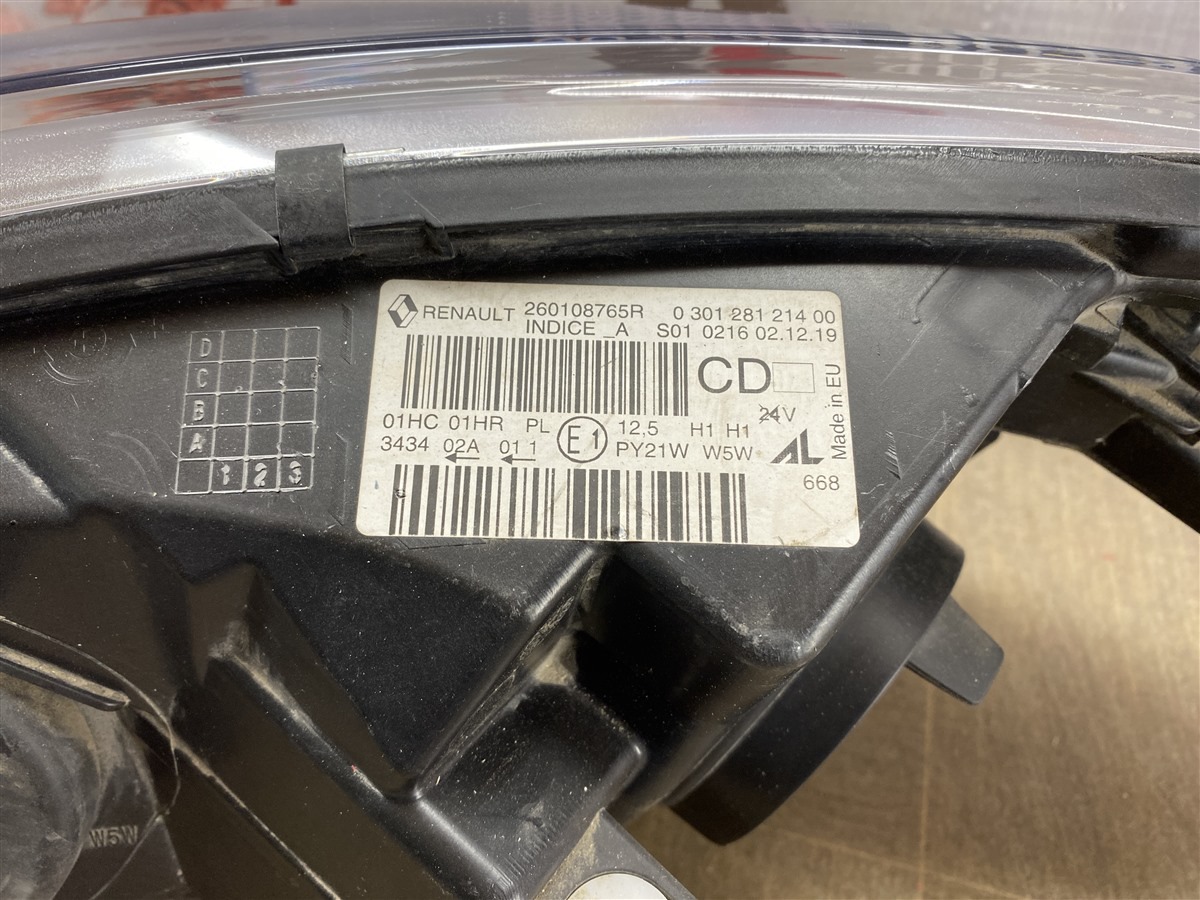 RENAULT 260108765R 0 301 281 214 00
INDICE _A S01 0216 02.12.19
CD
24V
Made in EU
01HC 01HR PL E1 12,5 H1 H1
3434 02A 01 1 PY21W W5W AL
668
D
C
B
A
1 2 3
W5W